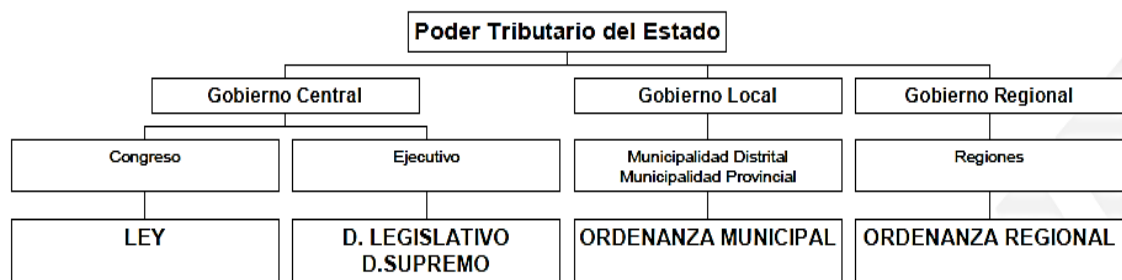 Poder Tributario del Estado
Gobierno Central
Gobierno Local
Gobierno Regional
Congreso
Ejecutivo
Municipalidad Distrital
Municipalidad Provincial
Regiones
LEY
D. LEGISLATIVO
D.SUPREMO
ORDENANZA MUNICIPAL
ORDENANZA REGIONAL